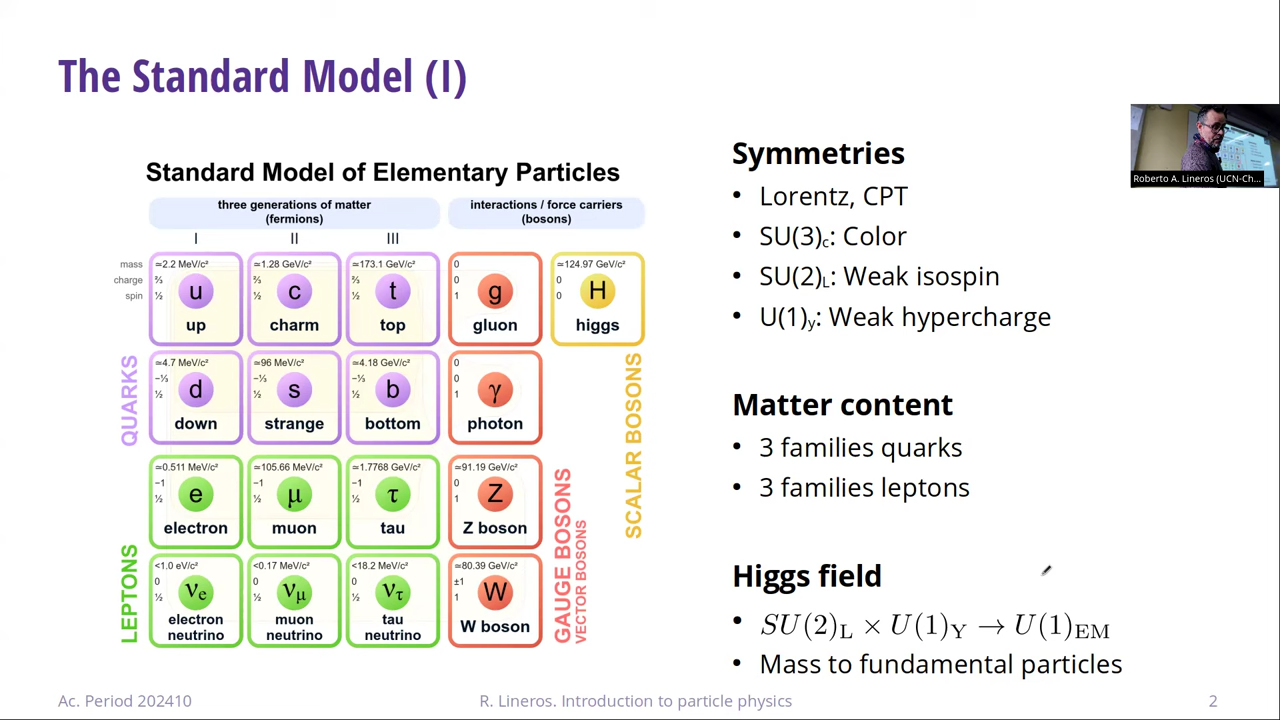 The Standard Model (I)
Standard Model of Elementary Particles
three generations of matter
(fermions)
interactions / force carriers
(bosons)
I II III
mass
charge
spin
≃2.2 MeV/c²
⅔
½
u
up
≃1.28 GeV/c²
⅔
½
c
charm
≃173.1 GeV/c²
⅔
½
t
top
0
0
1
g
gluon
≃124.97 GeV/c²
0
0
H
higgs
QUARKS
≃4.7 MeV/c²
−⅓
½
d
down
≃96 MeV/c²
−⅓
½
s
strange
≃4.18 GeV/c²
−⅓
½
b
bottom
0
0
1
γ
photon
SCALAR BOSONS
≃0.511 MeV/c²
−1
½
e
electron
≃105.66 MeV/c²
−1
½
μ
muon
≃1.7768 GeV/c²
−1
½
τ
tau
≃91.19 GeV/c²
0
1
Z
Z boson
LEPTONS
<1.0 eV/c²
0
½
νe
electron
neutrino
<0.17 MeV/c²
0
½
νμ
muon
neutrino
<18.2 MeV/c²
0
½
ντ
tau
neutrino
≃80.39 GeV/c²
±1
1
W
W boson
GAUGE BOSONS
VECTOR BOSONS
Symmetries
• Lorentz, CPT
• SU(3)c: Color
• SU(2)L: Weak isospin
• U(1)y: Weak hypercharge
Matter content
• 3 families quarks
• 3 families leptons
Higgs field
• SU(2)L × U(1)Y → U(1)EM
• Mass to fundamental particles
Roberto A. Lineros (UCN-Ch...
Ac. Period 202410
R. Lineros. Introduction to particle physics
2